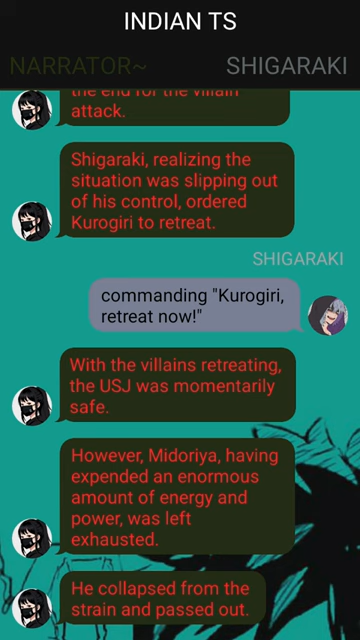 INDIAN TS
NARRATOR~ SHIGARAKI
the end for the villain
attack.
Shigaraki, realizing the
situation was slipping out
of his control, ordered
Kurogiri to retreat.
SHIGARAKI
commanding "Kurogiri,
retreat now!"
With the villains retreating,
the USJ was momentarily
safe.
However, Midoriya, having
expended an enormous
amount of energy and
power, was left
exhausted.
He collapsed from the
strain and passed out.